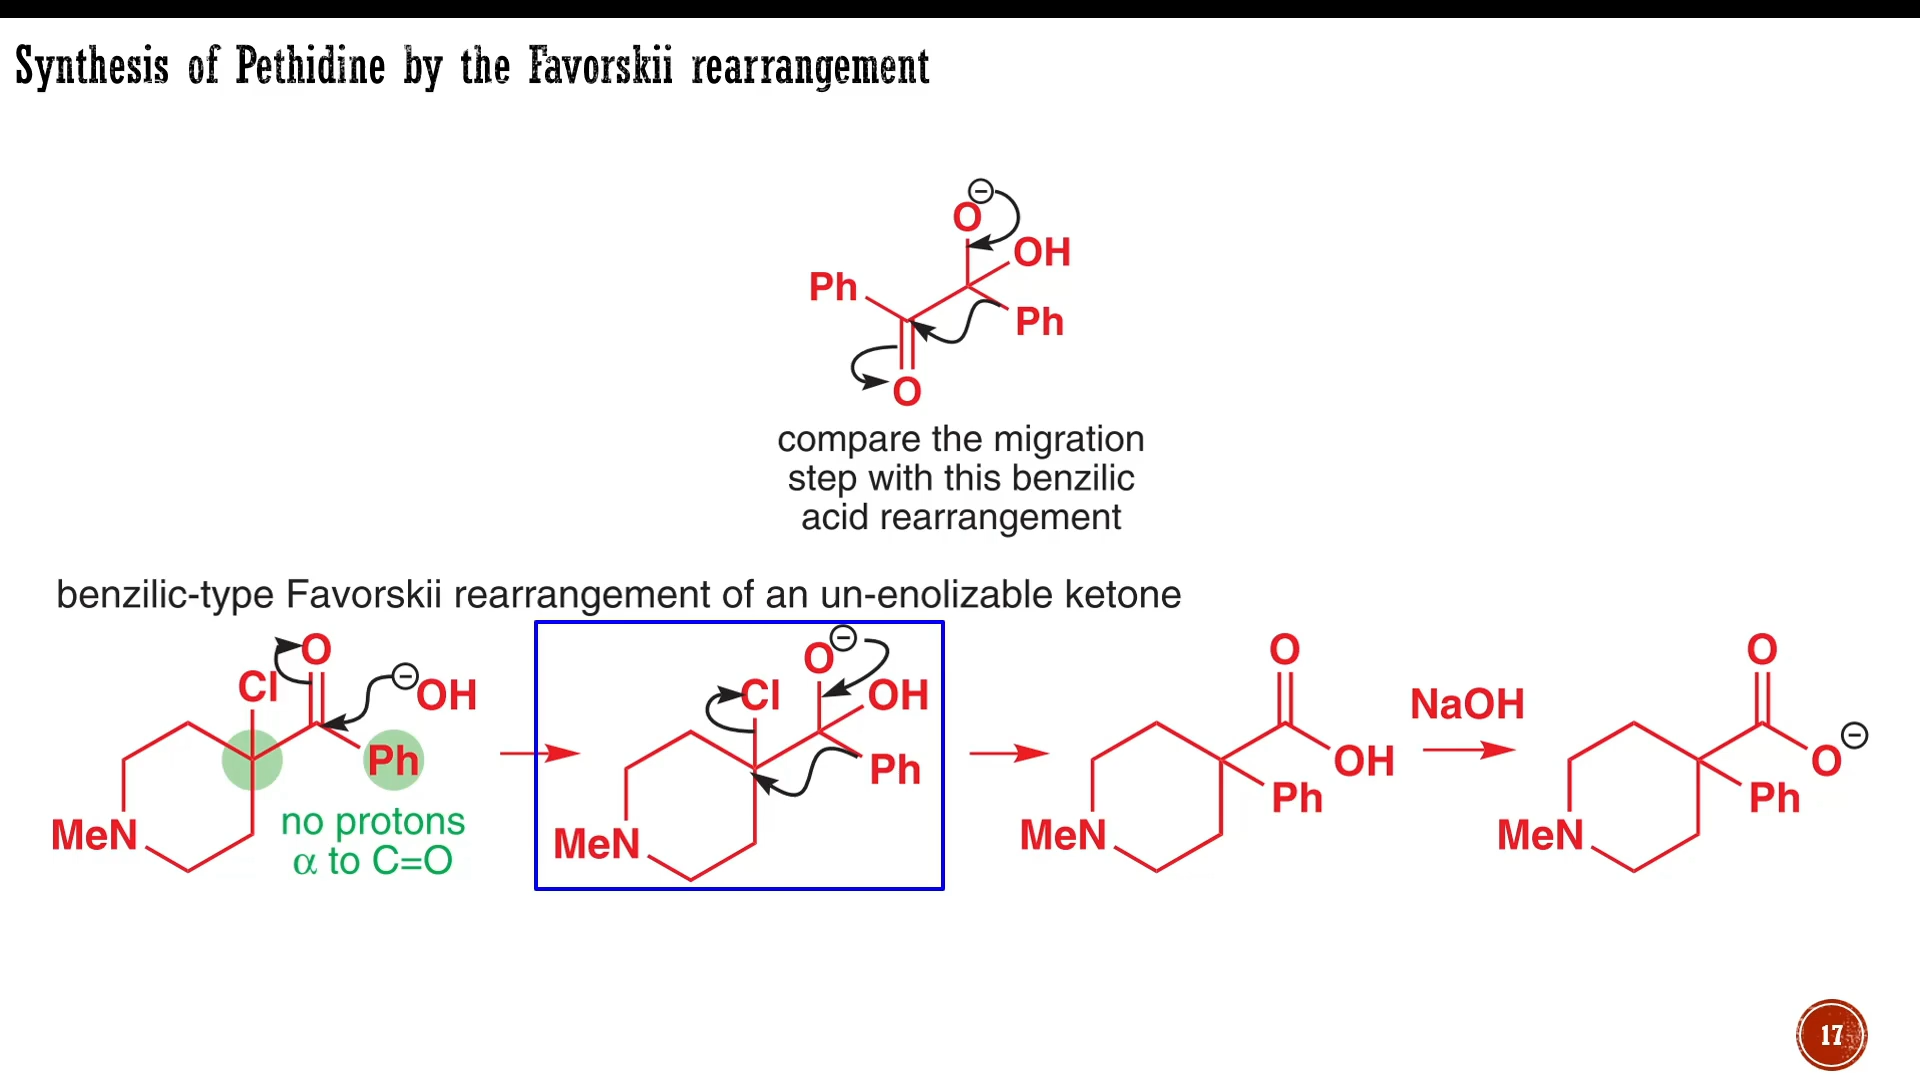 Synthesis of Pethidine by the Favorskii rearrangement
⊖
O
OH
Ph
Ph
O
compare the migration
step with this benzilic
acid rearrangement
benzilic-type Favorskii rearrangement of an un-enolizable ketone
O
Cl
⊖OH
Ph
MeN
no protons
α to C=O
O⊖
Cl
OH
Ph
MeN
O
OH
Ph
MeN
NaOH
O
O⊖
Ph
MeN
17